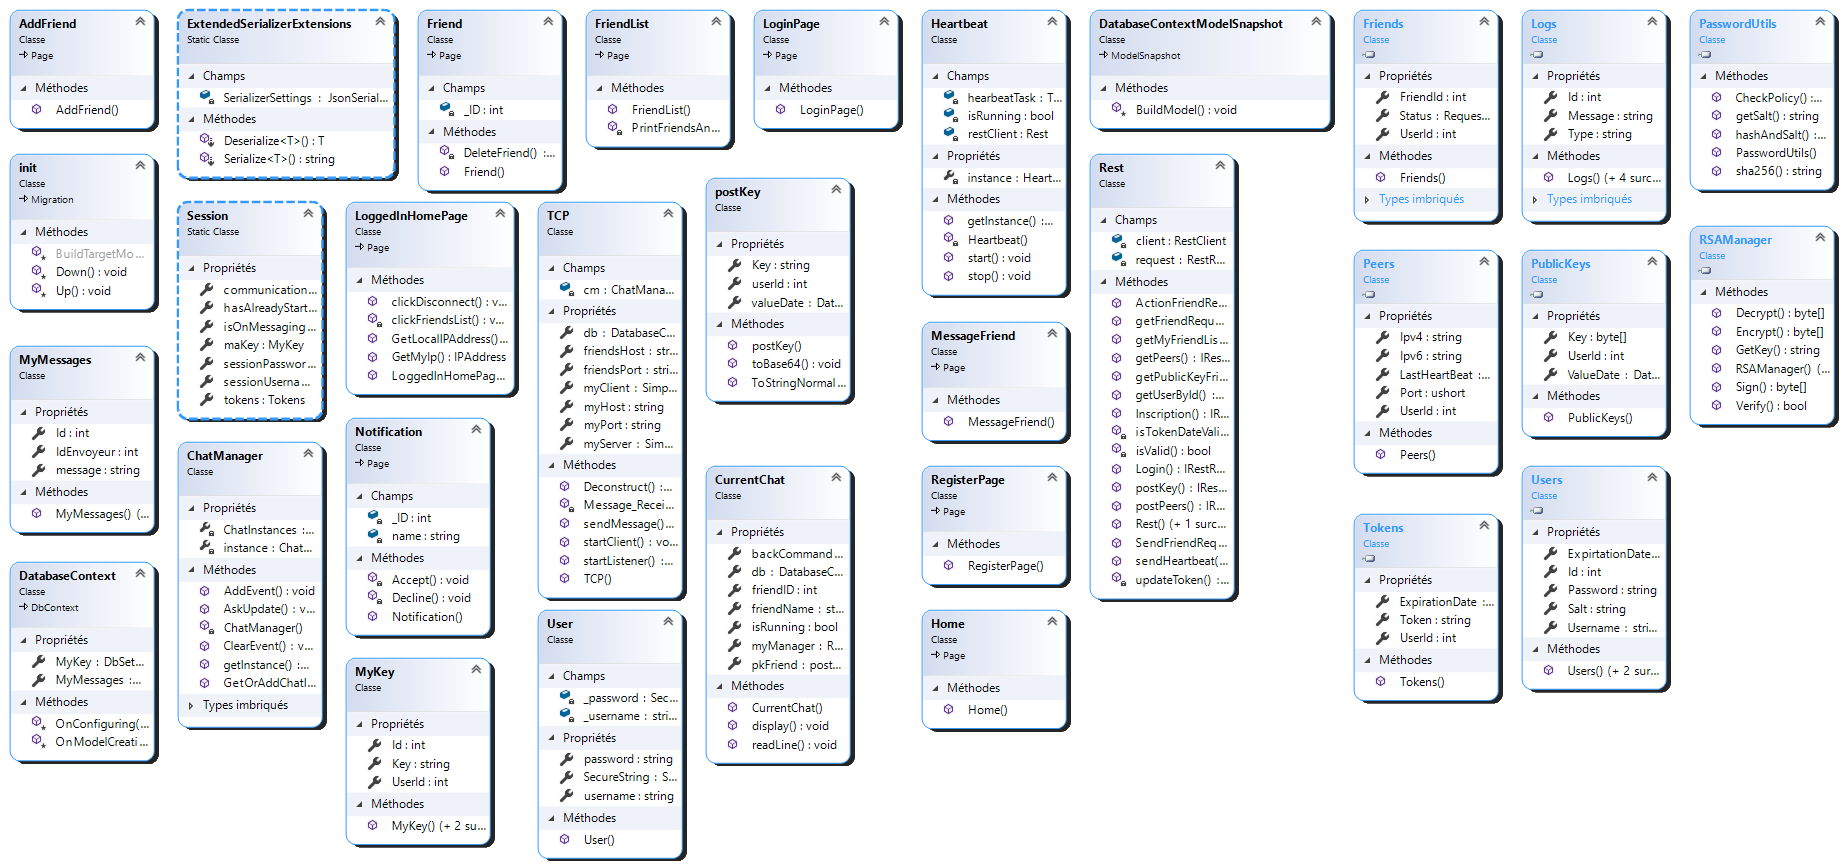 AddFriend
Classe
Page
Méthodes
AddFriend()
init
Classe
Migration
Méthodes
BuildTargetMo...
Down() : void
Up() : void
MyMessages
Classe
Propriétés
Id : int
IdEnvoyeur : int
message : string
Méthodes
MyMessages() (...
DatabaseContext
Classe
DbContext
Propriétés
MyKey : DbSet...
MyMessages :...
Méthodes
OnConfiguring(...
OnModelCreati...
ExtendedSerializerExtensions
Static Classe
Champs
SerializerSettings : JsonSerial...
Méthodes
Deserialize<T>() : T
Serialize<T>() : string
Session
Static Classe
Propriétés
communication...
hasAlreadyStart...
isOnMessaging...
maKey : MyKey
sessionPasswor...
sessionUserna...
tokens : Tokens
ChatManager
Classe
Propriétés
ChatInstances :...
instance : Chat...
Méthodes
AddEvent() : void
AskUpdate() : v...
ChatManager()
ClearEvent() : v...
getInstance() :...
GetOrAddChatI...
Types imbriqués
Friend
Classe
Page
Champs
_ID : int
Méthodes
DeleteFriend() :...
Friend()
LoggedInHomePage
Classe
Page
Méthodes
clickDisconnect() : v...
clickFriendsList() : v...
GetLocalIPAddress()...
GetMyIp() : IPAddress
LoggedInHomePag...
Notification
Classe
Page
Champs
_ID : int
name : string
Méthodes
Accept() : void
Decline() : void
Notification()
MyKey
Classe
Propriétés
Id : int
Key : string
UserId : int
Méthodes
MyKey() (+ 2 su...
FriendList
Classe
Page
Méthodes
FriendList()
PrintFriendsAn...
TCP
Classe
Champs
cm : ChatMana...
Propriétés
db : DatabaseC...
friendsHost : stri...
friendsPort : stri...
myClient : Simp...
myHost : string
myPort : string
myServer : Sim...
Méthodes
Deconstruct() :...
Message_Recei...
sendMessage()...
startClient() : vo...
startListener() :...
TCP()
User
Classe
Champs
_password : Sec...
_username : stri...
Propriétés
password : string
SecureString : S...
username : string
Méthodes
User()
LoginPage
Classe
Page
Méthodes
LoginPage()
postKey
Classe
Propriétés
Key : string
userId : int
valueDate : Dat...
Méthodes
postKey()
toBase64() : void
ToStringNormal...
CurrentChat
Classe
Propriétés
backCommand...
db : DatabaseC...
friendID : int
friendName : st...
isRunning : bool
myManager : R...
pkFriend : post...
Méthodes
CurrentChat()
display() : void
readLine() : void
Heartbeat
Classe
Champs
hearbeatTask : T...
isRunning : bool
restClient : Rest
Propriétés
instance : Heart...
Méthodes
getInstance() :...
Heartbeat()
start() : void
stop() : void
MessageFriend
Classe
Page
Méthodes
MessageFriend()
RegisterPage
Classe
Page
Méthodes
RegisterPage()
Home
Classe
Page
Méthodes
Home()
DatabaseContextModelSnapshot
Classe
ModelSnapshot
Méthodes
BuildModel() : void
Rest
Classe
Champs
client : RestClient
request : RestR...
Méthodes
ActionFriendRe...
getFriendRequ...
getMyFriendLis...
getPeers() : IRes...
getPublicKeyFri...
getUserById() :...
Inscription() : IR...
isTokenDateVali...
isValid() : bool
Login() : IRestR...
postKey() : IRes...
postPeers() : IR...
Rest() (+ 1 surc...
SendFriendReq...
sendHeartbeat(...
updateToken() :...
Friends
Classe
Propriétés
FriendId : int
Status : Reques...
UserId : int
Méthodes
Friends()
Types imbriqués
Peers
Classe
Propriétés
Ipv4 : string
Ipv6 : string
LastHeartBeat :...
Port : ushort
UserId : int
Méthodes
Peers()
Tokens
Classe
Propriétés
ExpirationDate :...
Token : string
UserId : int
Méthodes
Tokens()
Logs
Classe
Propriétés
Id : int
Message : string
Type : string
Méthodes
Logs() (+ 4 surc...
Types imbriqués
PublicKeys
Classe
Propriétés
Key : byte[]
UserId : int
ValueDate : Dat...
Méthodes
PublicKeys()
Users
Classe
Propriétés
ExpirtationDate...
Id : int
Password : string
Salt : string
Username : stri...
Méthodes
Users() (+ 2 sur...
PasswordUtils
Classe
Méthodes
CheckPolicy() :...
getSalt() : string
hashAndSalt() :...
PasswordUtils()
sha256() : string
RSAManager
Classe
Méthodes
Decrypt() : byte[]
Encrypt() : byte[]
GetKey() : string
RSAManager() (...
Sign() : byte[]
Verify() : bool